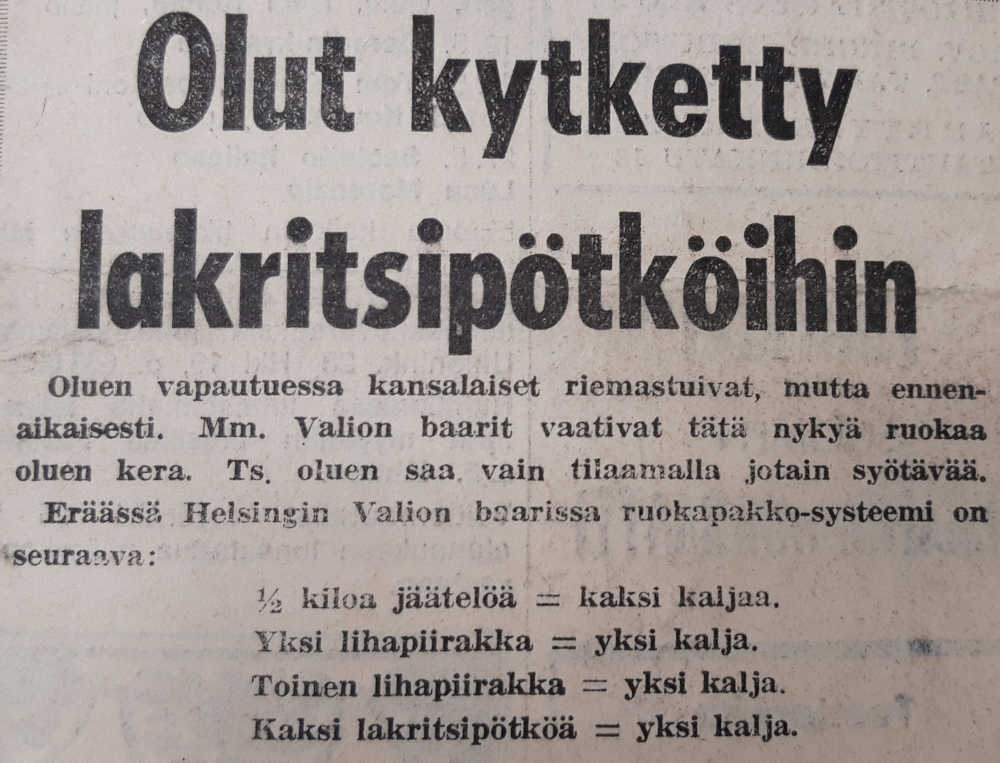 Olut kytketty
lakritsipötköihin
Oluen vapautuessa kansalaiset riemastuivat, mutta ennen-
aikaisesti. Mm. Valion baarit vaativat tätä nykyä ruokaa
oluen kera. Ts. oluen saa vain tilaamalla jotain syötävää.
Eräässä Helsingin Valion baarissa ruokapakko-systeemi on
seuraava:
½ kiloa jäätelöä = kaksi kaljaa.
Yksi lihapiirakka = yksi kalja.
Toinen lihapiirakka = yksi kalja.
Kaksi lakritsipötköä = yksi kalja.